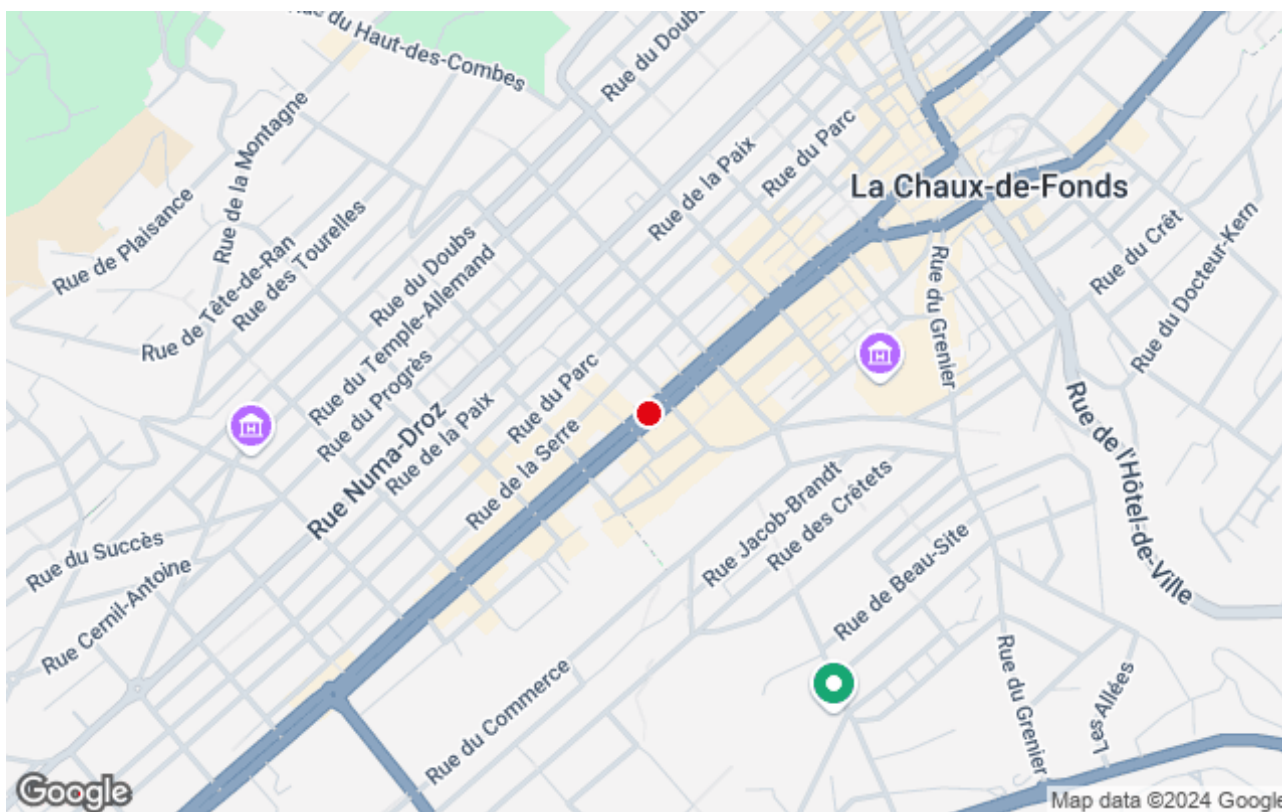 Rue du Haut-des-Combes
Rue du Doubs
Rue de la Montagne
Rue de la Paix
Rue du Parc
La Chaux-de-Fonds
Rue de Plaisance
Rue du Crêt
Rue du Docteur-Kern
Rue de Tête-de-Ran
Rue des Tourelles
Rue du Doubs
Rue du Temple-Allemand
Rue du Grenier
Rue du Progrès
Rue du Parc
H
H
Rue Numa-Droz
Rue de la Paix
Rue de la Serre
Rue de l'Hôtel-de-Ville
Rue Jacob-Brandt
Rue des Crêtets
Rue du Succès
Rue de Beau-Site
Rue Cernil-Antoine
Rue du Commerce
Rue du Grenier
Les Allées
Google
Map data ©2024 Google